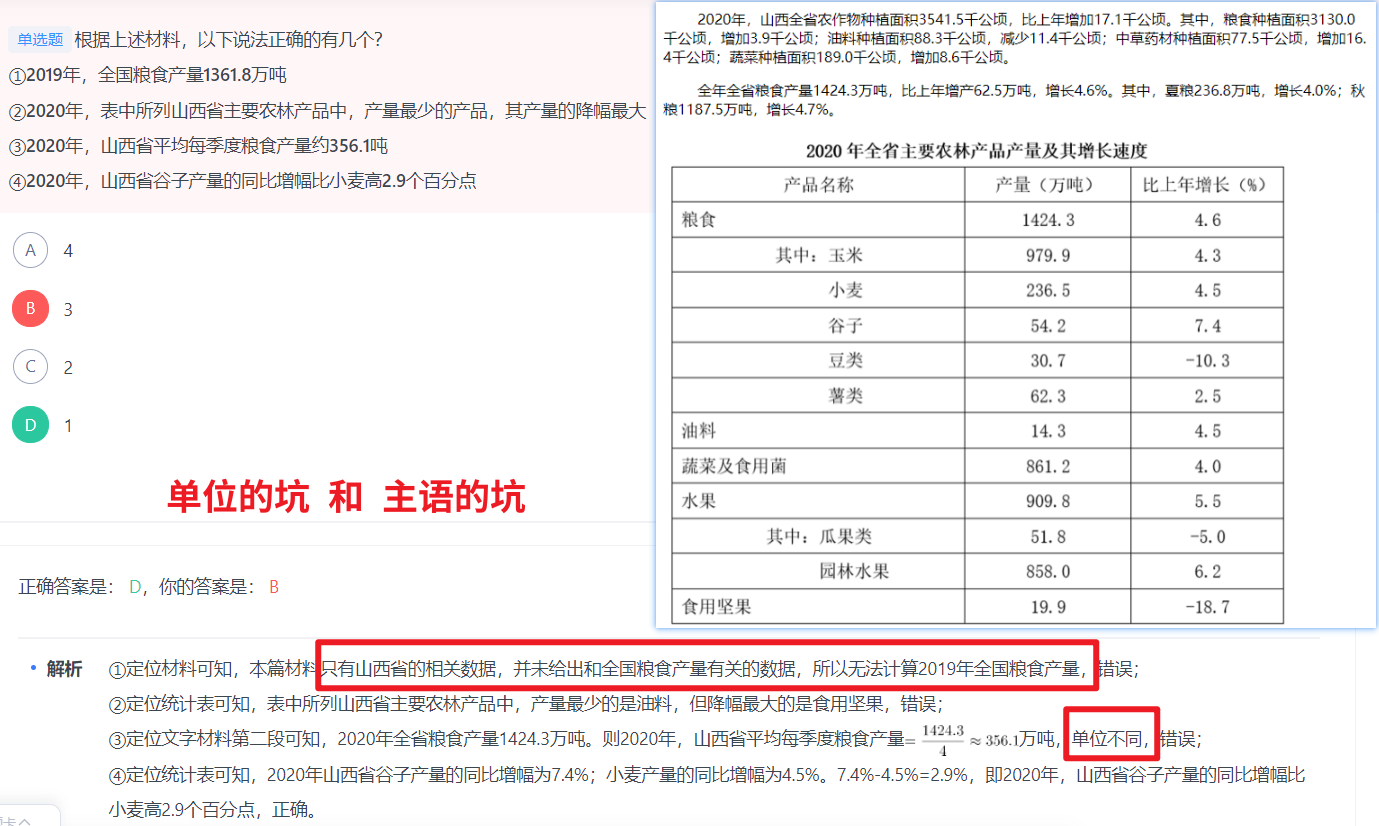 单选题 根据上述材料，以下说法正确的有几个？
①2019年，全国粮食产量1361.8万吨
②2020年，表中所列山西省主要农林产品中，产量最少的产品，其产量的降幅最大
③2020年，山西省平均每季度粮食产量约356.1吨
④2020年，山西省谷子产量的同比增幅比小麦高2.9个百分点
A 4
B 3
C 2
D 1
单位的坑 和 主语的坑
2020年，山西全省农作物种植面积3541.5千公顷，比上年增加17.1千公顷。其中，粮食种植面积3130.0
千公顷，增加3.9千公顷；油料种植面积88.3千公顷，减少11.4千公顷；中草药材种植面积77.5千公顷，增加16.
4千公顷；蔬菜种植面积189.0千公顷，增加8.6千公顷。
全年全省粮食产量1424.3万吨，比上年增产62.5万吨，增长4.6%。其中，夏粮236.8万吨，增长4.0%；秋
粮1187.5万吨，增长4.7%。
2020 年全省主要农林产品产量及其增长速度
产品名称 产量（万吨） 比上年增长（%）
粮食 1424.3 4.6
其中：玉米 979.9 4.3
小麦 236.5 4.5
谷子 54.2 7.4
豆类 30.7 -10.3
薯类 62.3 2.5
油料 14.3 4.5
蔬菜及食用菌 861.2 4.0
水果 909.8 5.5
其中：瓜果类 51.8 -5.0
园林水果 858.0 6.2
食用坚果 19.9 -18.7
正确答案是： D，你的答案是： B
• 解析 ①定位材料可知，本篇材料只有山西省的相关数据，并未给出和全国粮食产量有关的数据，所以无法计算2019年全国粮食产量，错误；
②定位统计表可知，表中所列山西省主要农林产品中，产量最少的是油料，但降幅最大的是食用坚果，错误；
③定位文字材料第二段可知，2020年全省粮食产量1424.3万吨。则2020年，山西省平均每季度粮食产量= 1424.3/4 ≈ 356.1万吨，单位不同，错误；
④定位统计表可知，2020年山西省谷子产量的同比增幅为7.4%；小麦产量的同比增幅为4.5%。7.4%-4.5%=2.9%，即2020年，山西省谷子产量的同比增幅比
小麦高2.9个百分点，正确。